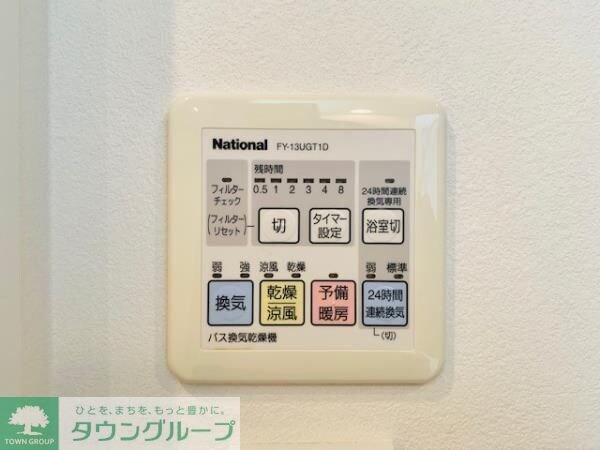 National FY-13UGT1D
残時間
0.5 1 2 3 4 8
フィルター
チェック
24時間連続
換気専用
(フィルター
リセット)
切
タイマー
設定
浴室切
弱 強 涼風 乾燥 弱 標準
換気
乾燥
涼風
予備
暖房
24時間
連続換気
バス換気乾燥機
(切)
ひとを、まちを、もっと豊かに。
タウングループ
TOWN GROUP